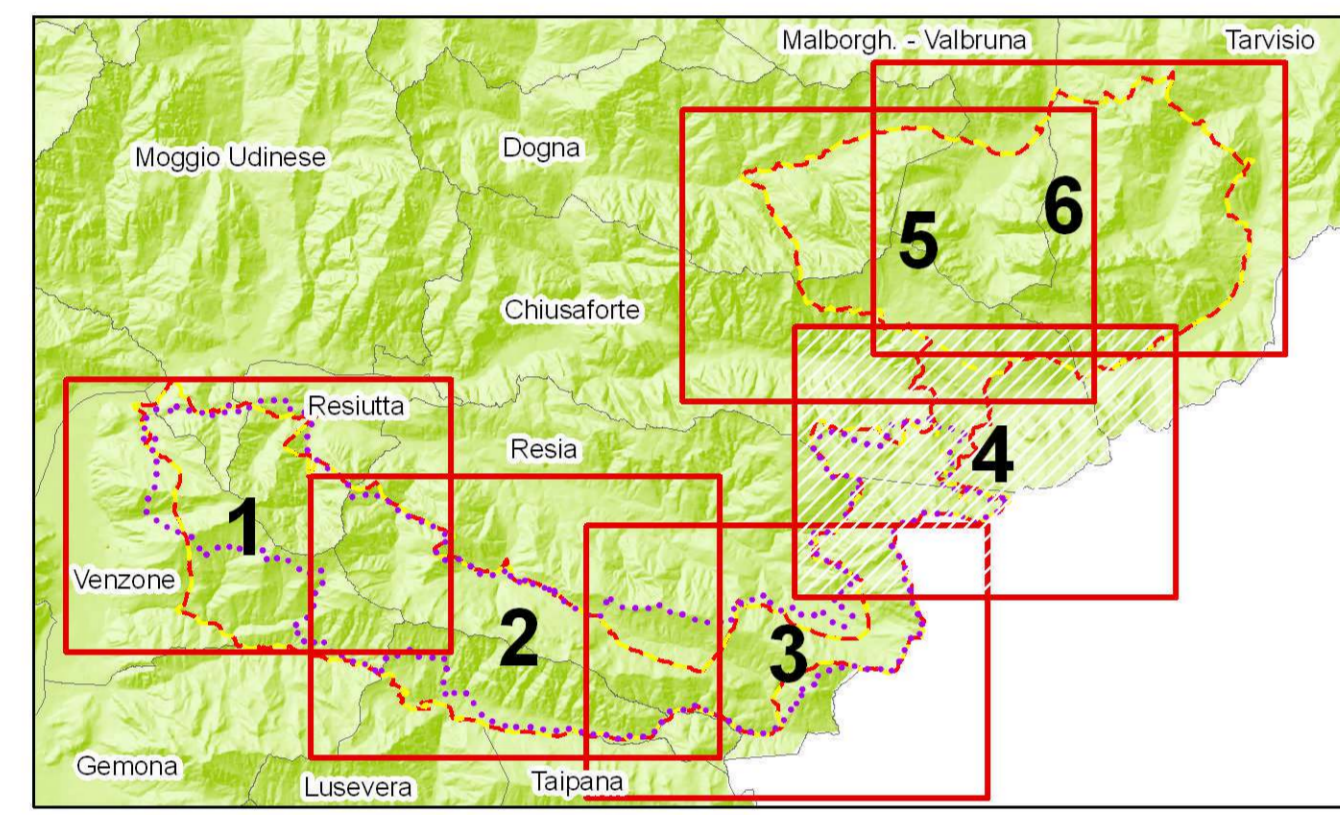 Malborgh. - Valbruna
Tarvisio
Dogna
Moggio Udinese
6
5
Chiusaforte
Resiutta
Resia
4
1
Venzone
2
3
Gemona
Lusevera
Taipana